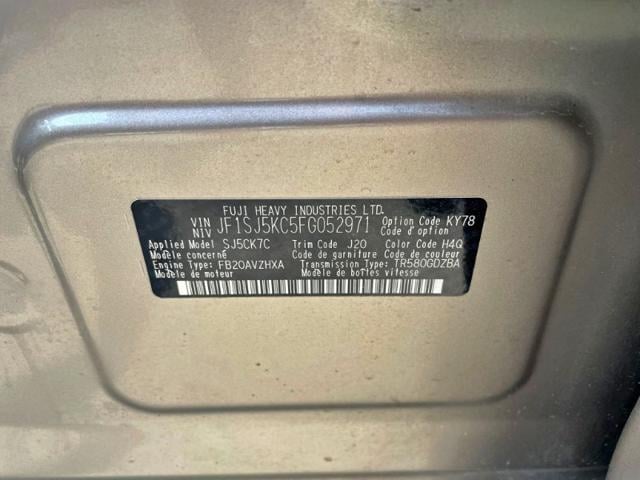 FUJI HEAVY INDUSTRIES LTD.
VIN NIV JF1SJ5KC5FG052971 Option Code KY78
Code d'option
Applied Model SJ5CK7C Trim Code J20 Color Code H4Q
Modèle concerné Code de garniture Code de couleur
Engine Type FB20AVZHXA Transmission Type TR580GDZBA
Modèle de moteur Modèle de boîtes vitesse